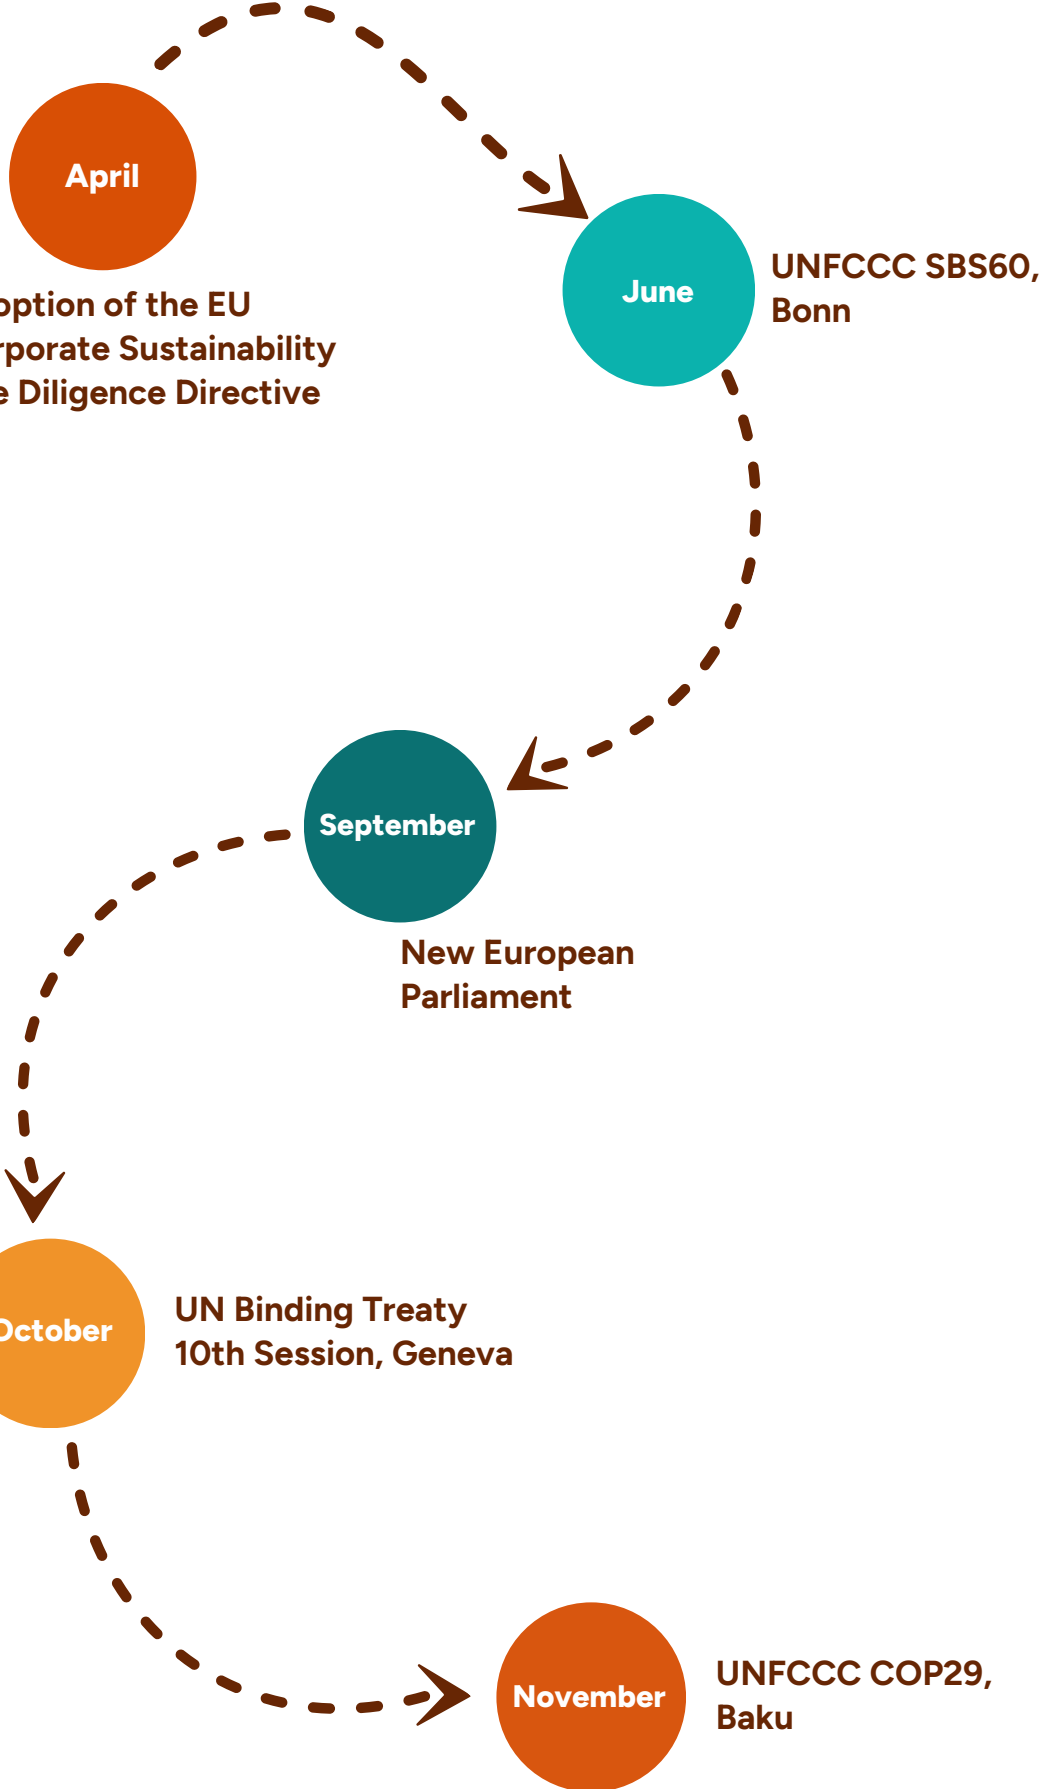 April
option of the EU
rporate Sustainability
e Diligence Directive
June
UNFCCC SBS60,
Bonn
September
New European
Parliament
October
UN Binding Treaty
10th Session, Geneva
November
UNFCCC COP29,
Baku